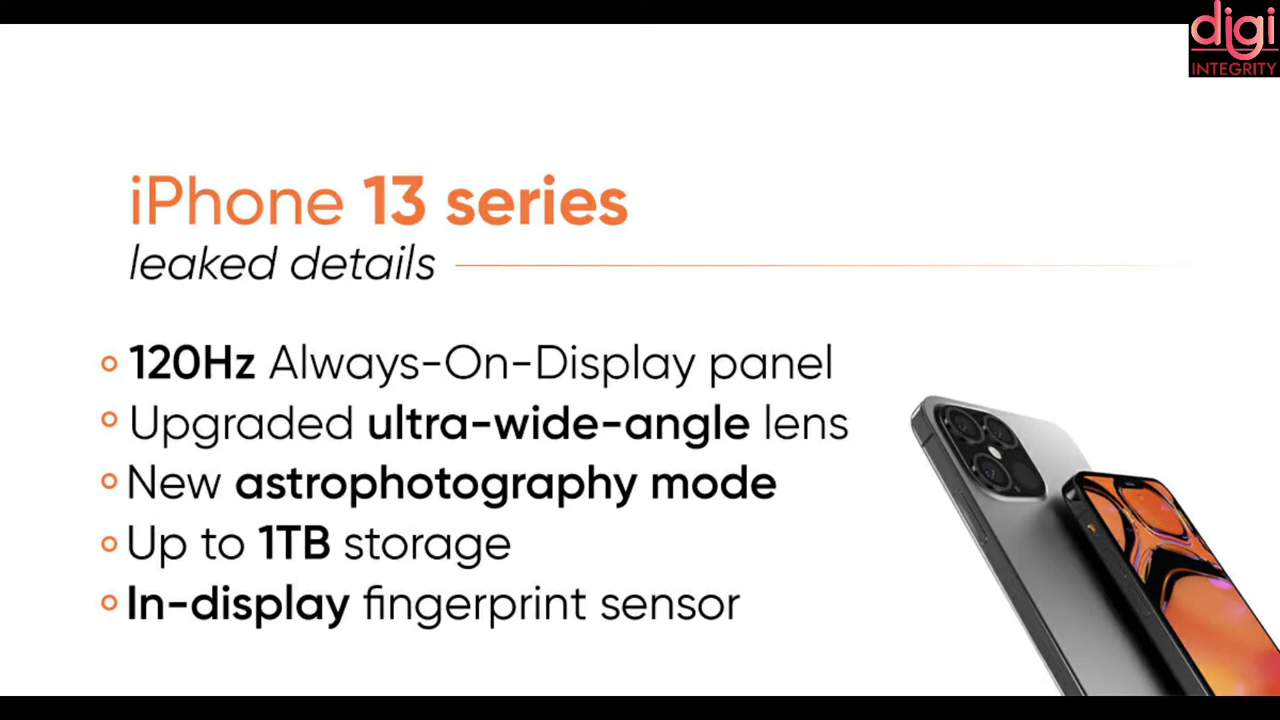 digi
INTEGRITY
iPhone 13 series
leaked details
120Hz Always-On-Display panel
Upgraded ultra-wide-angle lens
New astrophotography mode
Up to 1TB storage
In-display fingerprint sensor